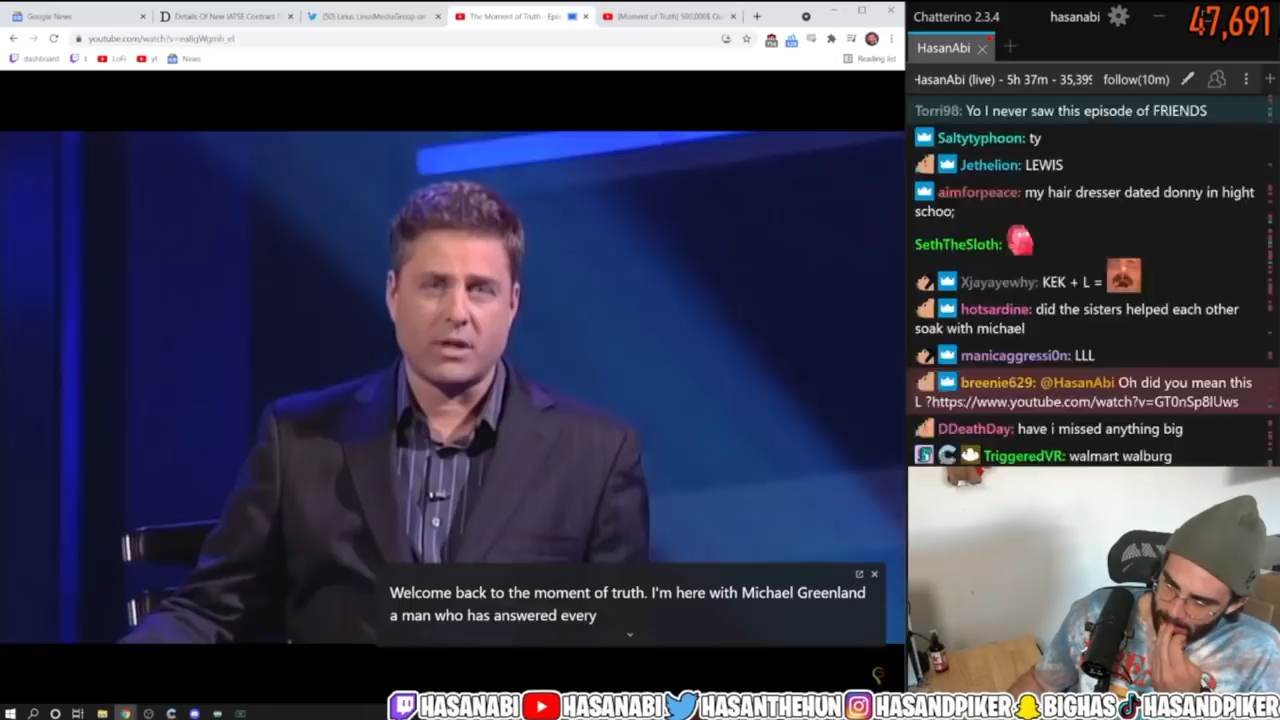 Google News
Details Of New IATSE Contract
(50) Linus LinusMediaGroup on
The Moment of Truth - Epis
[Moment of Truth] 500,000$ Qu
Chatterino 2.3.4
hasanabi
47,691
youtube.com/watch?v=
dashboard
LoFi
yt
News
Reading list
HasanAbi
HasanAbi (live) - 5h 37m - 35,39
follow(10m)
Torri98: Yo I never saw this episode of FRIENDS
Saltytyphoon: ty
Jethelion: LEWIS
aimforpeace: my hair dresser dated donny in hight
schoo;
SethTheSloth:
Xjayayewhy: KEK + L =
hotsardine: did the sisters helped each other
soak with michael
manicaggressi0n: LLL
breenie629: @HasanAbi Oh did you mean this
L ?https://www.youtube.com/watch?v=GT0nSp8lUws
DDeathDay: have i missed anything big
TriggeredVR: walmart walburg
Welcome back to the moment of truth. I'm here with Michael Greenland
a man who has answered every
HASANABI
HASANABI
HASANTHEHUN
HASANDPIKER
BIGHAS
HASANDPIKER